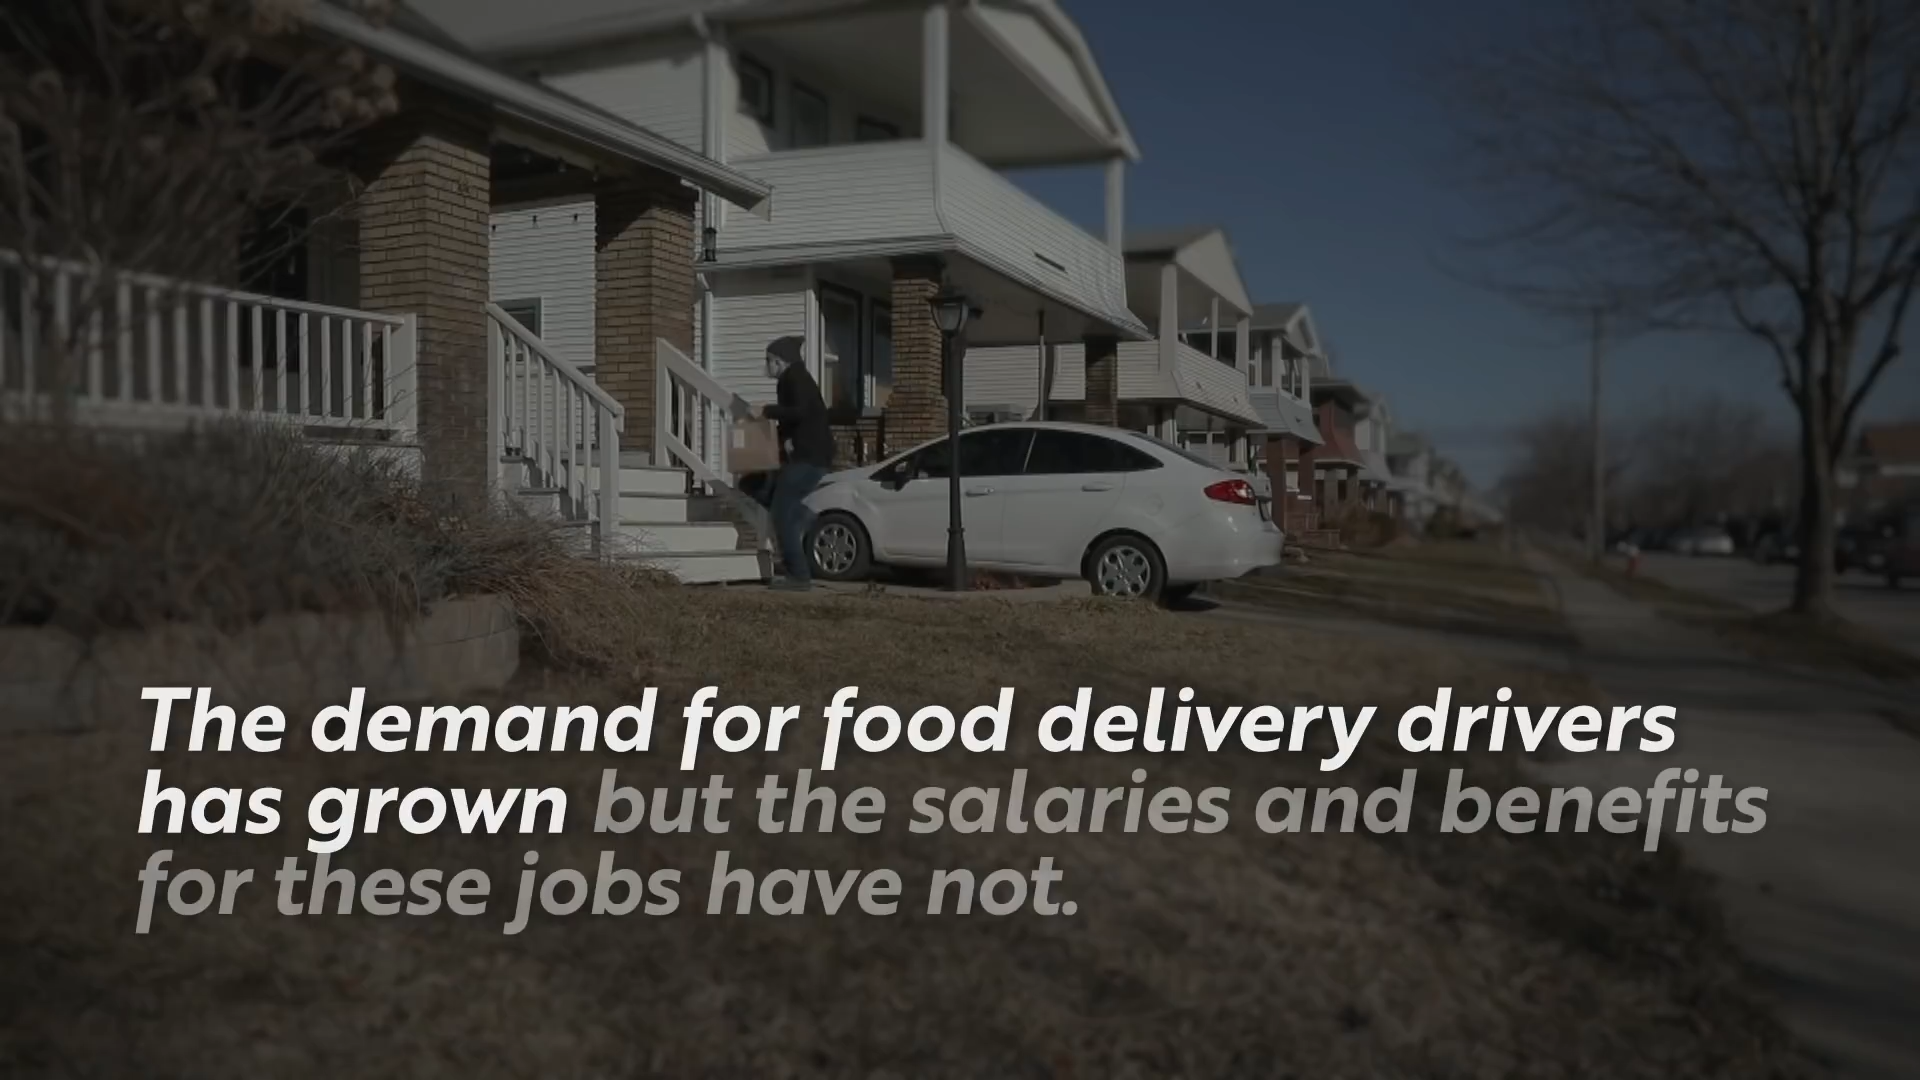 The demand for food delivery drivers
has grown but the salaries and benefits
for these jobs have not.